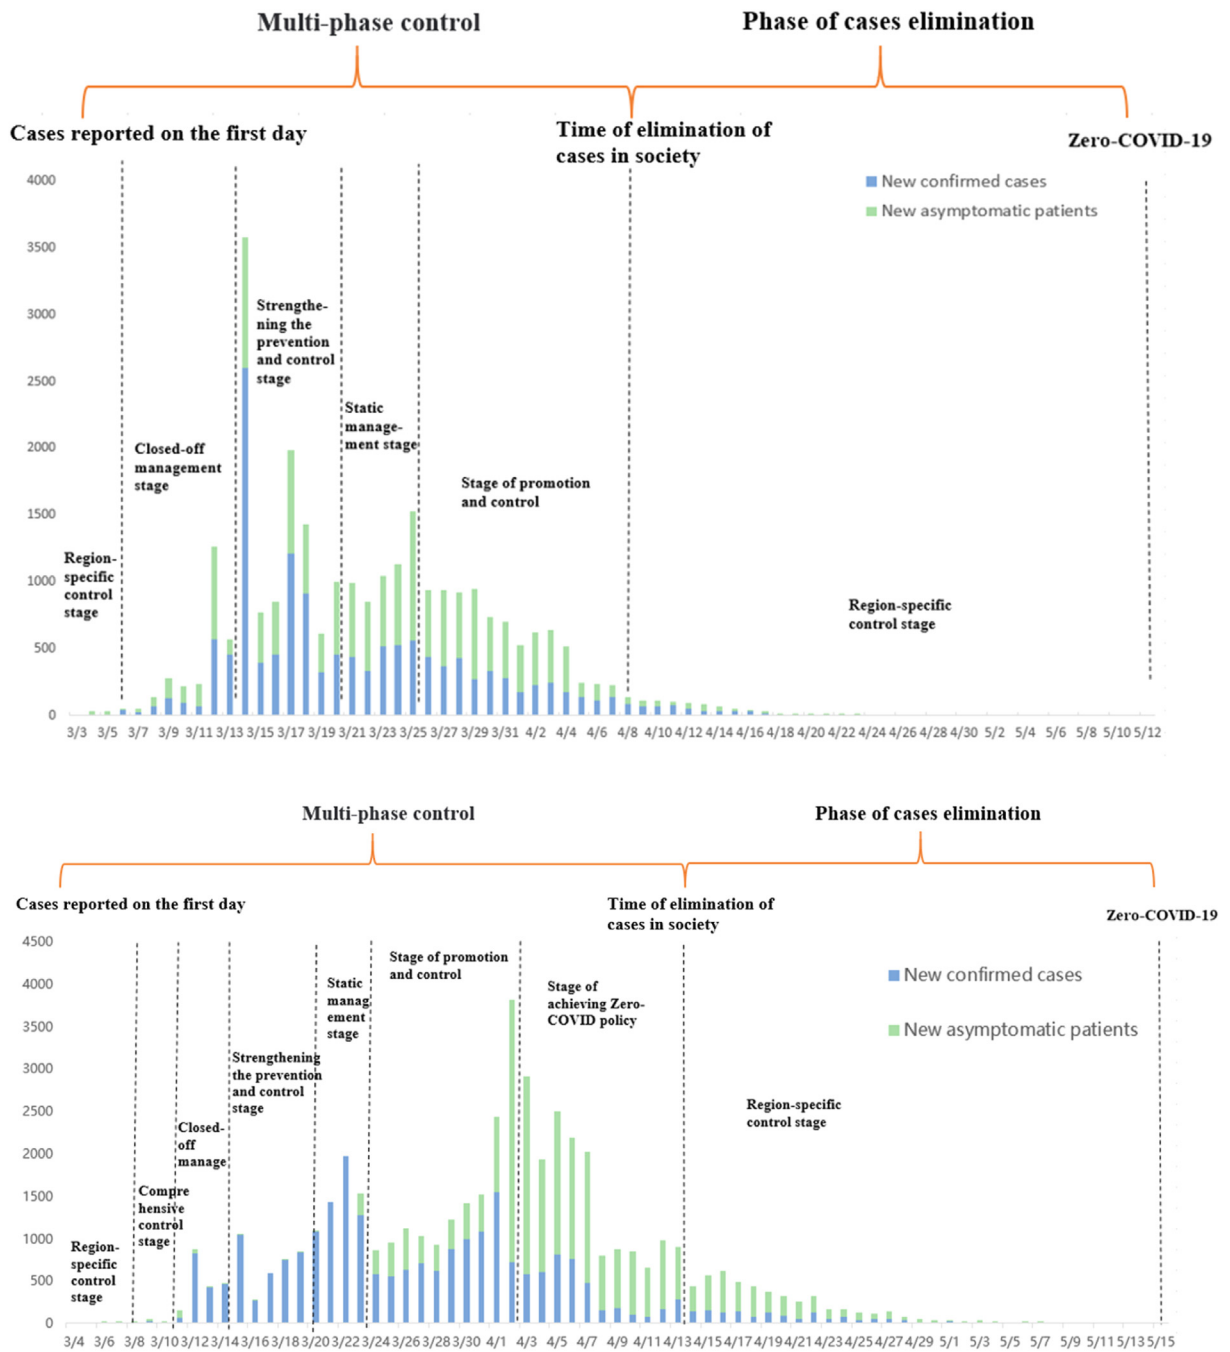 Multi-phase control
Phase of cases elimination
Cases reported on the first day
Time of elimination of
cases in society
Zero-COVID-19
4000
3500
3000
2500
2000
1500
1000
500
0
New confirmed cases
New asymptomatic patients
Region-
specific
control
stage
Closed-off
management
stage
Strengthe-
ning the
prevention
and control
stage
Static
manage-
ment stage
Stage of promotion
and control
Region-specific
control stage
3/3 3/5 3/7 3/9 3/11 3/13 3/15 3/17 3/19 3/21 3/23 3/25 3/27 3/29 3/31 4/2 4/4 4/6 4/8 4/10 4/12 4/14 4/16 4/18 4/20 4/22 4/24 4/26 4/28 4/30 5/2 5/4 5/6 5/8 5/10 5/12
Multi-phase control
Phase of cases elimination
Cases reported on the first day
Time of elimination of
cases in society
Zero-COVID-19
4500
4000
3500
3000
2500
2000
1500
1000
500
0
New confirmed cases
New asymptomatic patients
Region-
specific
control
stage
Compre
hensive
control
stage
Closed-
off
manage
Strengthening
the prevention
and control
stage
Static
manag
ement
stage
Stage of promotion
and control
Stage of
achieving Zero-
COVID policy
Region-specific
control stage
3/4 3/6 3/8 3/10 3/12 3/14 3/16 3/18 3/20 3/22 3/24 3/26 3/28 3/30 4/1 4/3 4/5 4/7 4/9 4/11 4/13 4/15 4/17 4/19 4/21 4/23 4/25 4/27 4/29 5/1 5/3 5/5 5/7 5/9 5/11 5/13 5/15